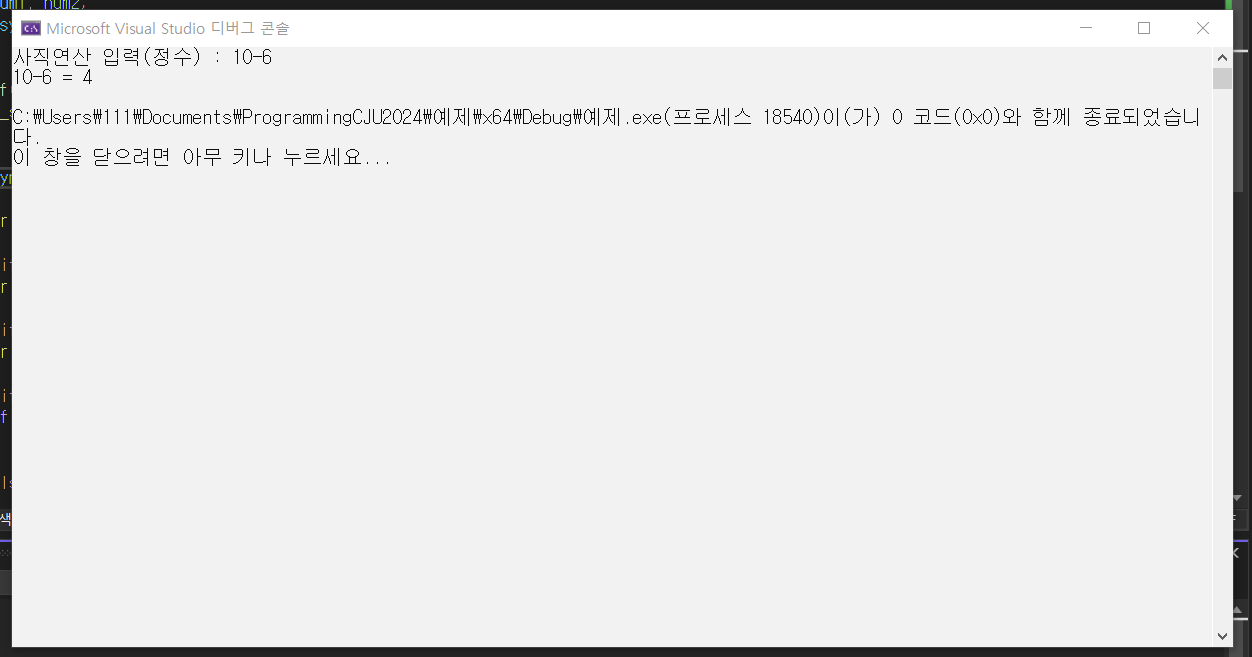 Microsoft Visual Studio 디버그 콘솔
사직연산 입력(정수) : 10-6
10-6 = 4
C:\Users\111\Documents\ProgrammingCJU2024\예제\x64\Debug\예제.exe(프로세스 18540)이(가) 0 코드(0x0)와 함께 종료되었습니
다.
이 창을 닫으려면 아무 키나 누르세요...